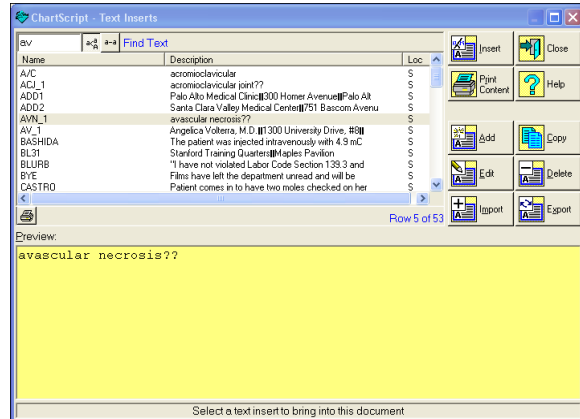 ChartScript - Text Inserts
av Find Text
Name Description Loc
A/C acromioclavicular S
ACJ_1 acromioclavicular joint?? S
ADD1 Palo Alto Medical Clinic||300 Homer Avenue||Palo Alt S
ADD2 Santa Clara Valley Medical Center||751 Bascom Avenu S
AVN_1 avascular necrosis?? S
AV_1 Angelica Volterra, M.D.||1300 University Drive, #8|| S
BASHIDA The patient was injected intravenously with 4.9 mC S
BL31 Stanford Training Quarters||Maples Pavilion S
BLURB "I have not violated Labor Code Section 139.3 and S
BYE Films have left the department unread and will be S
CASTRO Patient comes in to have two moles checked on her S
Row 5 of 53
Insert
Close
Print Content
Help
Add
Copy
Edit
Delete
Import
Export
Preview:
avascular necrosis??
Select a text insert to bring into this document